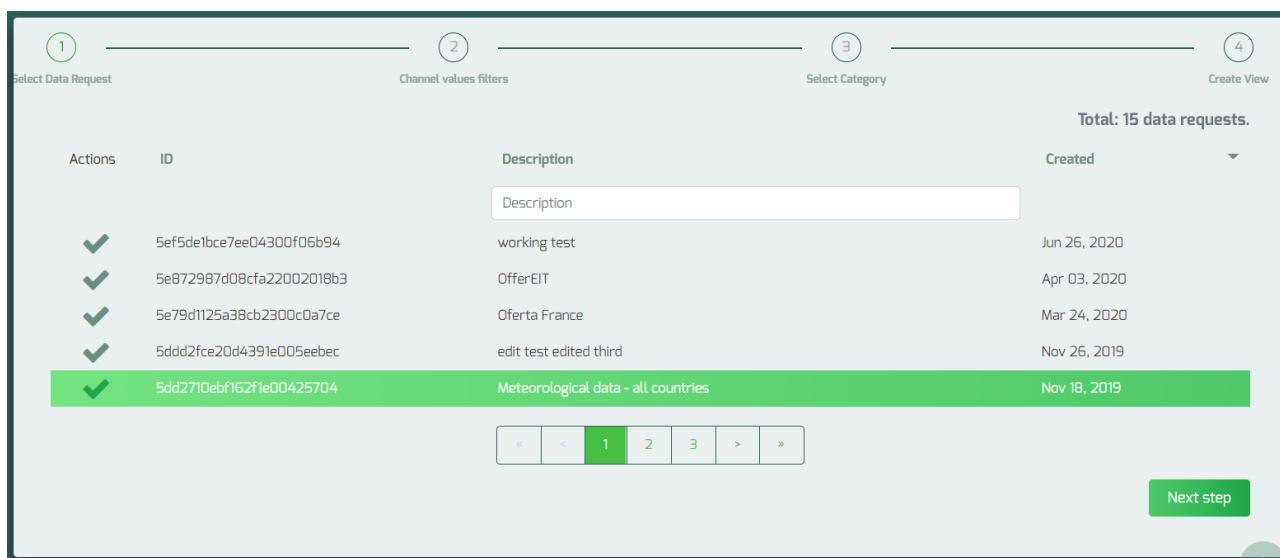 1 2 3 4
Select Data Request Channel values filters Select Category Create View
Total: 15 data requests.
Actions ID Description Created
Description
5ef5de1bce7ee04300f06b94 working test Jun 26, 2020
5e872987d08cfa22002018b3 OfferEIT Apr 03, 2020
5e79d1125a38cb2300c0a7ce Oferta France Mar 24, 2020
5ddd2fce20d4391e005eebec edit test edited third Nov 26, 2019
5dd2710ebf162f1e00425704 Meteorological data - all countries Nov 18, 2019
« < 1 2 3 > »
Next step